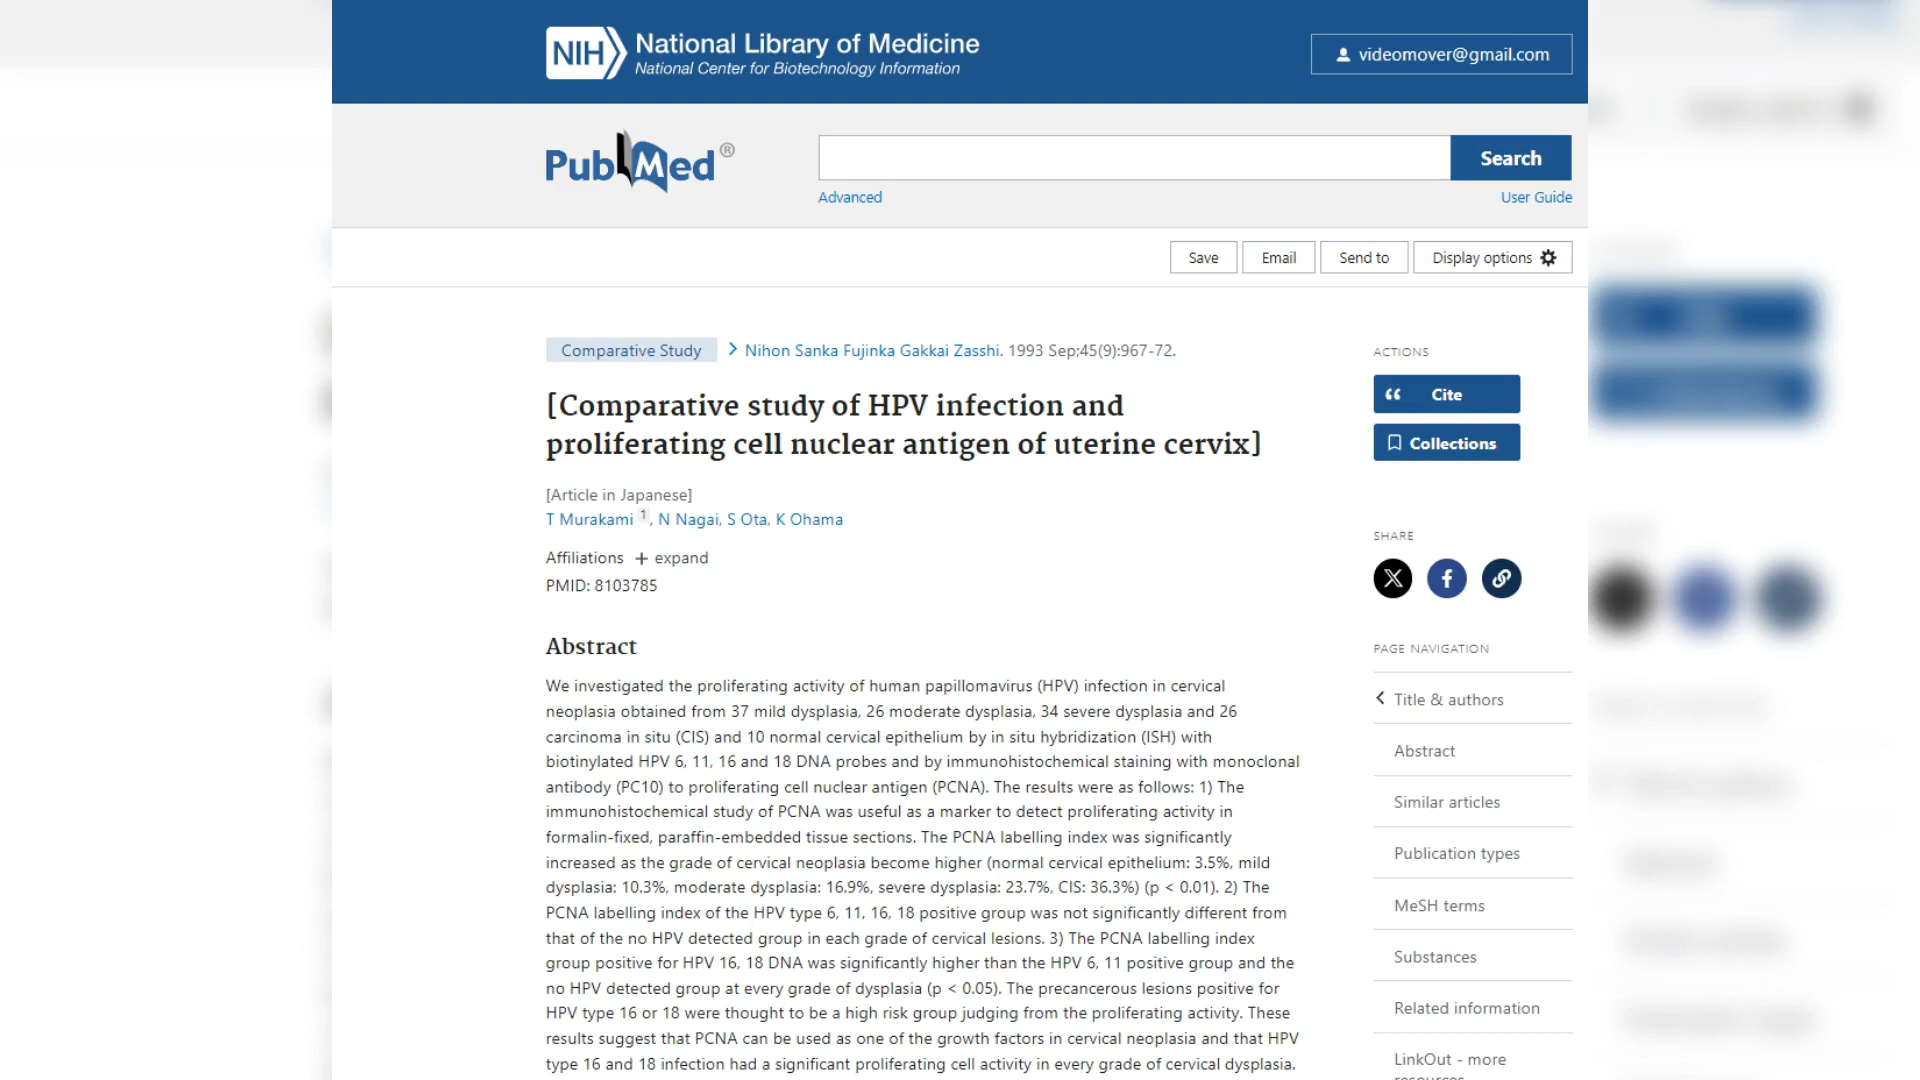 NIH National Library of Medicine
National Center for Biotechnology Information
videomover@gmail.com
PubMed®
Search
Advanced
User Guide
Save
Email
Send to
Display options
Comparative Study
Nihon Sanka Fujinka Gakkai Zasshi. 1993 Sep;45(9):967-72.
[Comparative study of HPV infection and
proliferating cell nuclear antigen of uterine cervix]
[Article in Japanese]
T Murakami 1, N Nagai, S Ota, K Ohama
Affiliations + expand
PMID: 8103785
Abstract
We investigated the proliferating activity of human papillomavirus (HPV) infection in cervical
neoplasia obtained from 37 mild dysplasia, 26 moderate dysplasia, 34 severe dysplasia and 26
carcinoma in situ (CIS) and 10 normal cervical epithelium by in situ hybridization (ISH) with
biotinylated HPV 6, 11, 16 and 18 DNA probes and by immunohistochemical staining with monoclonal
antibody (PC10) to proliferating cell nuclear antigen (PCNA). The results were as follows: 1) The
immunohistochemical study of PCNA was useful as a marker to detect proliferating activity in
formalin-fixed, paraffin-embedded tissue sections. The PCNA labelling index was significantly
increased as the grade of cervical neoplasia become higher (normal cervical epithelium: 3.5%, mild
dysplasia: 10.3%, moderate dysplasia: 16.9%, severe dysplasia: 23.7%, CIS: 36.3%) (p < 0.01). 2) The
PCNA labelling index of the HPV type 6, 11, 16, 18 positive group was not significantly different from
that of the no HPV detected group in each grade of cervical lesions. 3) The PCNA labelling index
group positive for HPV 16, 18 DNA was significantly higher than the HPV 6, 11 positive group and the
no HPV detected group at every grade of dysplasia (p < 0.05). The precancerous lesions positive for
HPV type 16 or 18 were thought to be a high risk group judging from the proliferating activity. These
results suggest that PCNA can be used as one of the growth factors in cervical neoplasia and that HPV
type 16 and 18 infection had a significant proliferating cell activity in every grade of cervical dysplasia.
ACTIONS
Cite
Collections
SHARE
PAGE NAVIGATION
Title & authors
Abstract
Similar articles
Publication types
MeSH terms
Substances
Related information
LinkOut - more
resources